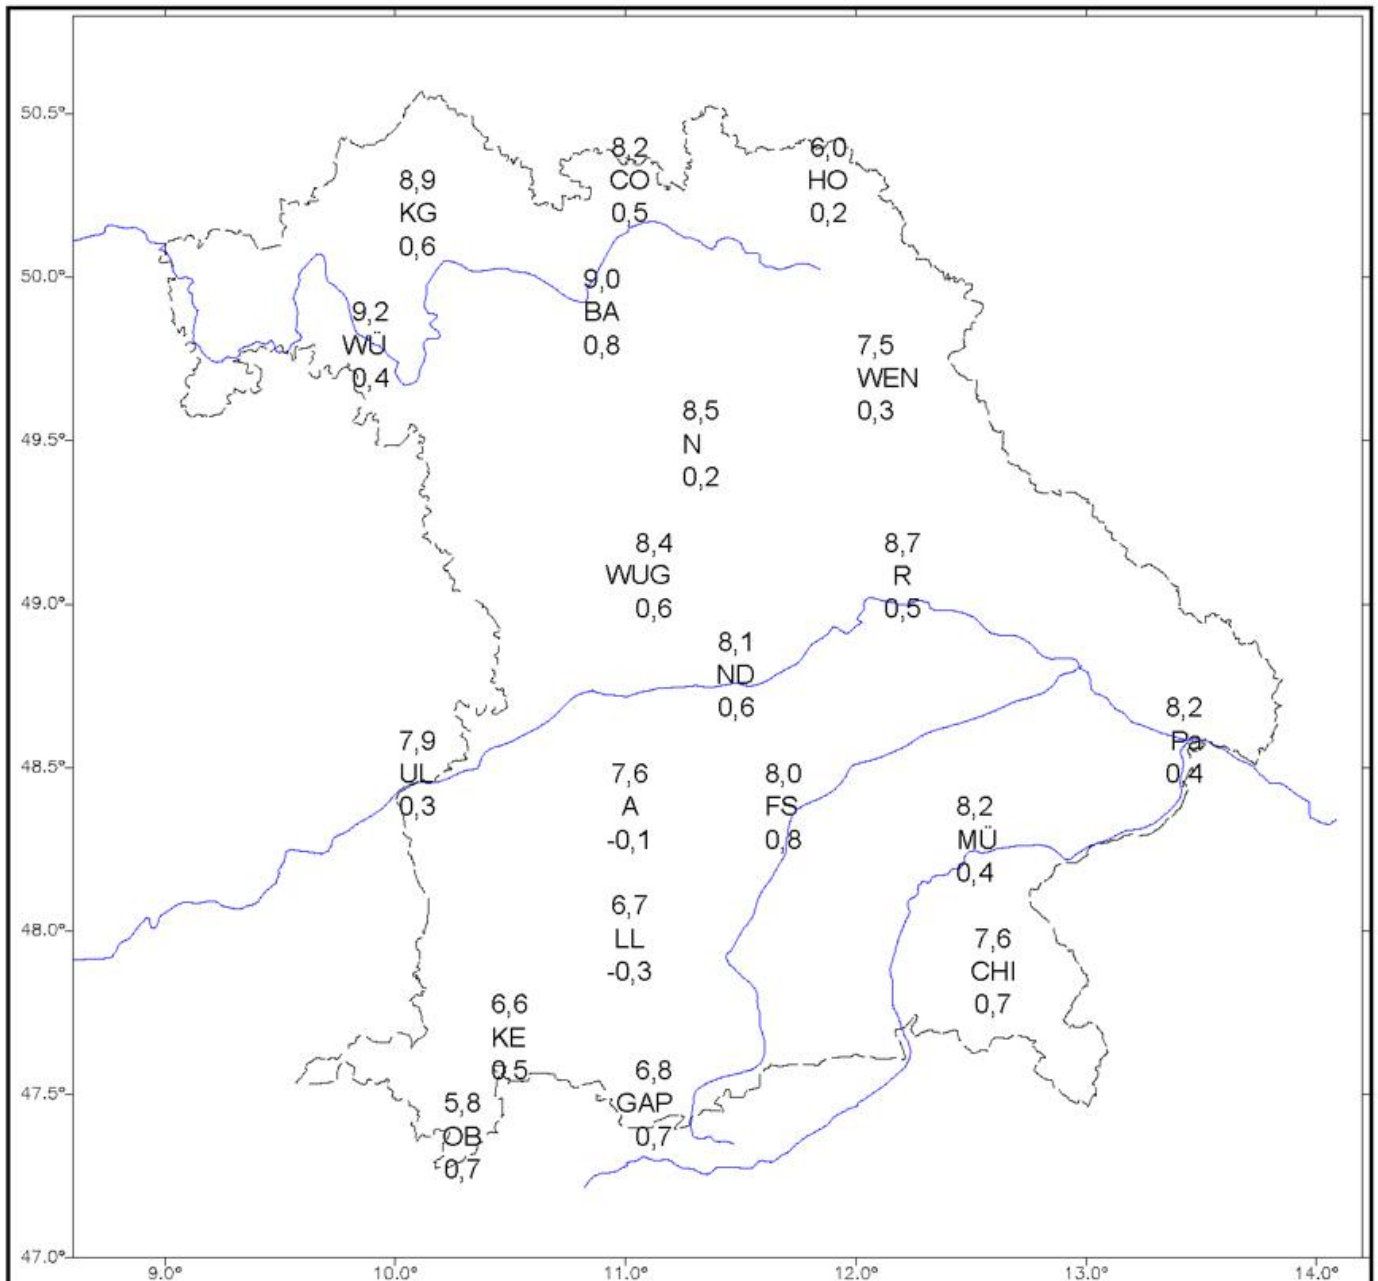 50.5°
8,2
CO
0,5
6,0
HO
0,2
8,9
KG
0,6
50.0°
9,0
BA
0,8
9,2
WÜ
0,4
7,5
WEN
0,3
8,5
N
0,2
49.5°
8,4
WUG
0,6
8,7
R
0,5
49.0°
8,1
ND
0,6
8,2
Pa
0,4
7,9
UL
0,3
48.5°
7,6
A
-0,1
8,0
FS
0,8
8,2
MÜ
0,4
6,7
LL
-0,3
48.0°
7,6
CHI
0,7
6,6
KE
0,5
6,8
GAP
0,7
47.5°
5,8
OB
0,7
47.0°
9.0°
10.0°
11.0°
12.0°
13.0°
14.0°